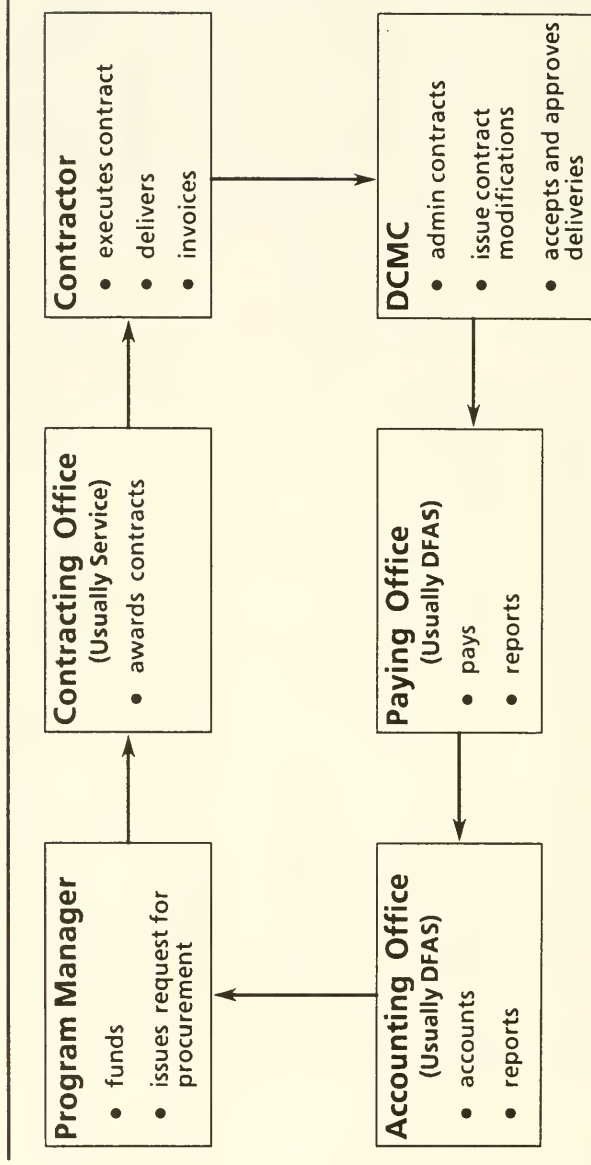 Program Manager
• funds
• issues request for
procurement
Contracting Office
(Usually Service)
• awards contracts
Contractor
• executes contract
• delivers
• invoices
DCMC
• admin contracts
• issue contract
modifications
• accepts and approves
deliveries
Paying Office
(Usually DFAS)
• pays
• reports
Accounting Office
(Usually DFAS)
• accounts
• reports